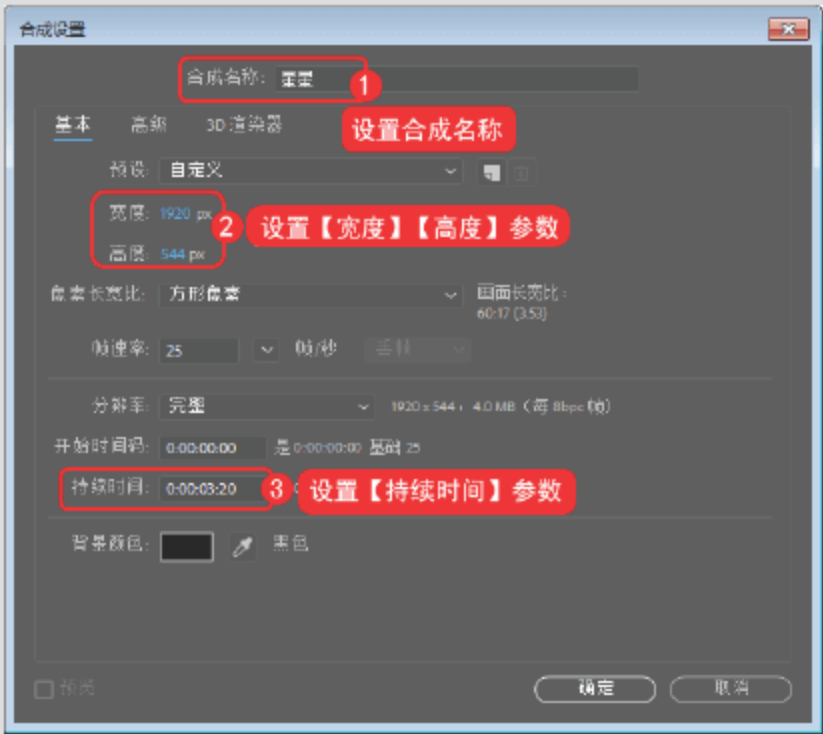 合成设置
合成名称: 星星
1
设置合成名称
基本 高级 3D 渲染器
预设: 自定义
宽度: 1920 px
2 设置【宽度】【高度】参数
高度: 544 px
像素长宽比: 方形像素 画面长宽比:
60:17 (3.53)
帧速率: 25 帧/秒 丢帧
分辨率: 完整 1920 x 544, 4.0 MB (每 8bpc 帧)
开始时间码: 0:00:00:00 是 0:00:00:00 基础 25
持续时间: 0:00:03:20 3 设置【持续时间】参数
背景颜色: 黑色
预览 确定 取消